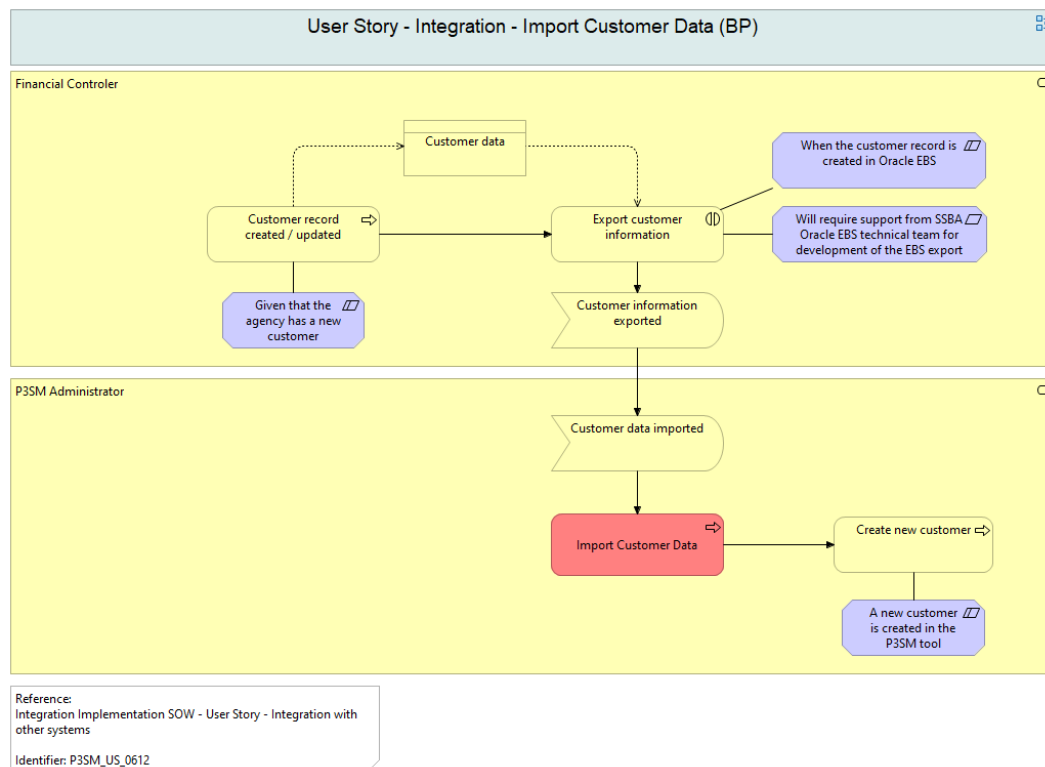 User Story - Integration - Import Customer Data (BP)
Financial Controler
Customer data
When the customer record is
created in Oracle EBS
Customer record
created / updated
Export customer
information
Will require support from SSBA
Oracle EBS technical team for
development of the EBS export
Given that the
agency has a new
customer
Customer information
exported
P3SM Administrator
Customer data imported
Import Customer Data
Create new customer
A new customer
is created in the
P3SM tool
Reference:
Integration Implementation SOW - User Story - Integration with
other systems
Identifier: P3SM_US_0612